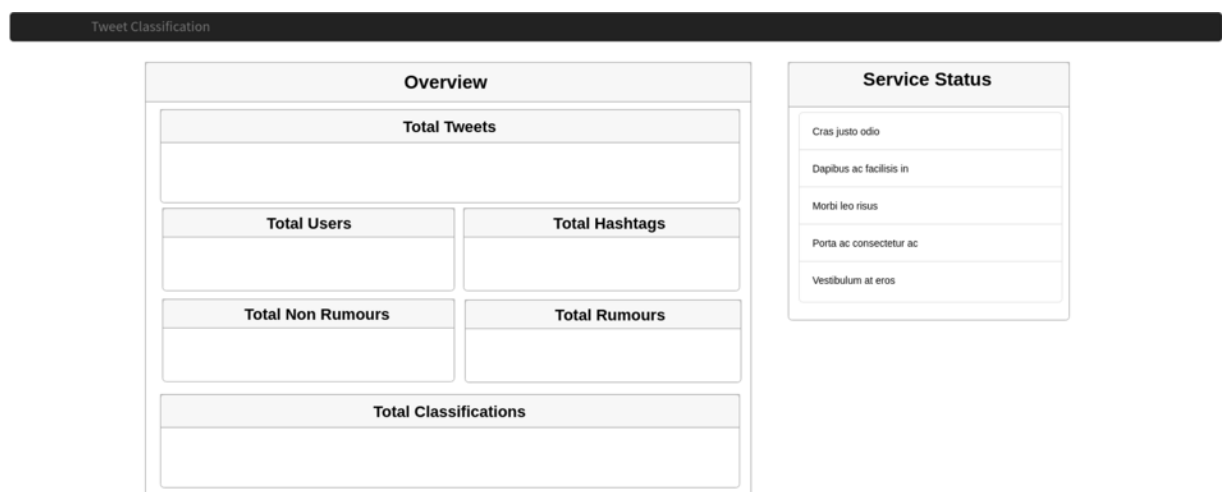 Tweet Classification
Overview
Total Tweets
Total Users
Total Hashtags
Total Non Rumours
Total Rumours
Total Classifications
Service Status
Cras justo odio
Dapibus ac facilisis in
Morbi leo risus
Porta ac consectetur ac
Vestibulum at eros